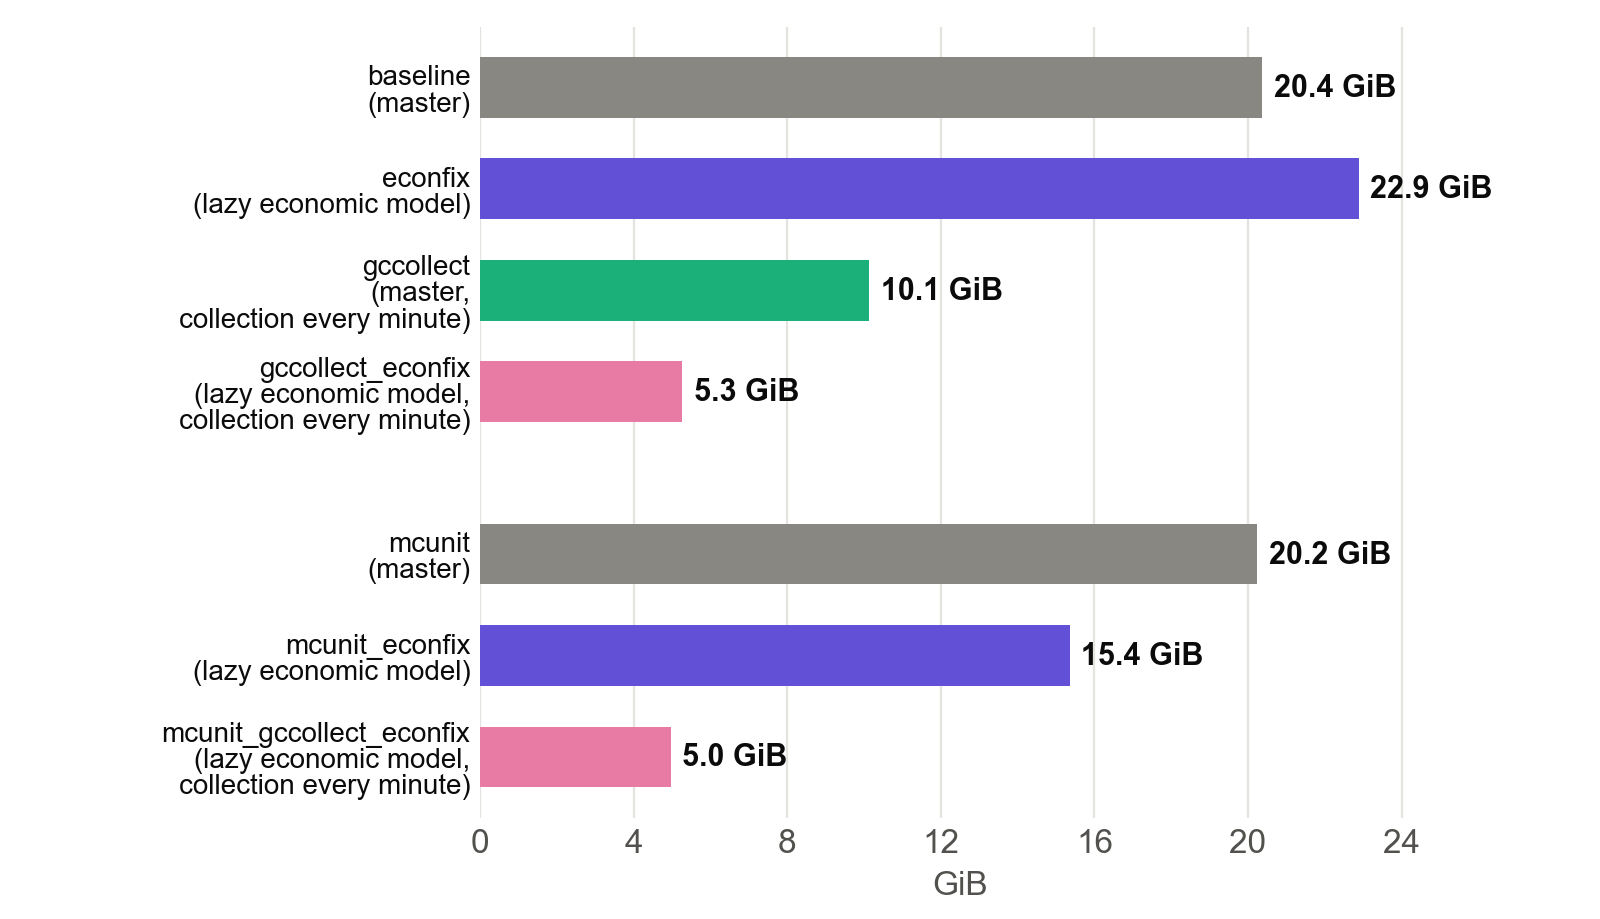 baseline
(master)
20.4 GiB
econfix
(lazy economic model)
22.9 GiB
gccollect
(master,
collection every minute)
10.1 GiB
gccollect_econfix
(lazy economic model,
collection every minute)
5.3 GiB
mcunit
(master)
20.2 GiB
mcunit_econfix
(lazy economic model)
15.4 GiB
mcunit_gccollect_econfix
(lazy economic model,
collection every minute)
5.0 GiB
0 4 8 12 16 20 24
GiB